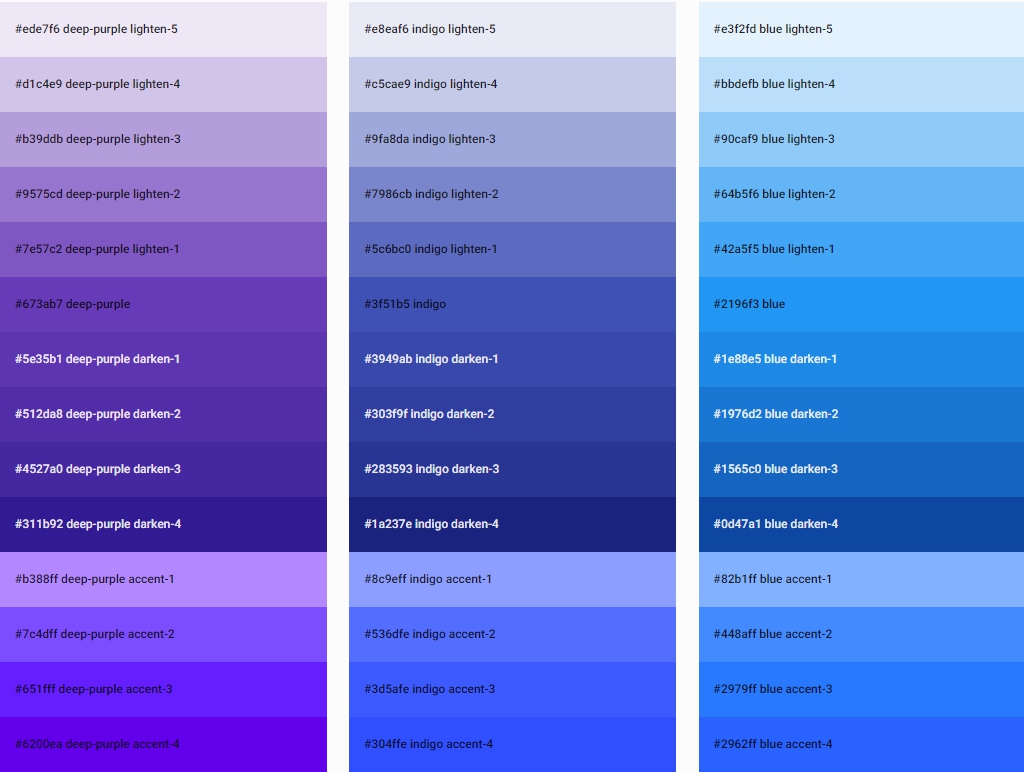 #ede7f6 deep-purple lighten-5
#d1c4e9 deep-purple lighten-4
#b39ddb deep-purple lighten-3
#9575cd deep-purple lighten-2
#7e57c2 deep-purple lighten-1
#673ab7 deep-purple
#5e35b1 deep-purple darken-1
#512da8 deep-purple darken-2
#4527a0 deep-purple darken-3
#311b92 deep-purple darken-4
#b388ff deep-purple accent-1
#7c4dff deep-purple accent-2
#651fff deep-purple accent-3
#6200ea deep-purple accent-4
#e8eaf6 indigo lighten-5
#c5cae9 indigo lighten-4
#9fa8da indigo lighten-3
#7986cb indigo lighten-2
#5c6bc0 indigo lighten-1
#3f51b5 indigo
#3949ab indigo darken-1
#303f9f indigo darken-2
#283593 indigo darken-3
#1a237e indigo darken-4
#8c9eff indigo accent-1
#536dfe indigo accent-2
#3d5afe indigo accent-3
#304ffe indigo accent-4
#e3f2fd blue lighten-5
#bbdefb blue lighten-4
#90caf9 blue lighten-3
#64b5f6 blue lighten-2
#42a5f5 blue lighten-1
#2196f3 blue
#1e88e5 blue darken-1
#1976d2 blue darken-2
#1565c0 blue darken-3
#0d47a1 blue darken-4
#82b1ff blue accent-1
#448aff blue accent-2
#2979ff blue accent-3
#2962ff blue accent-4